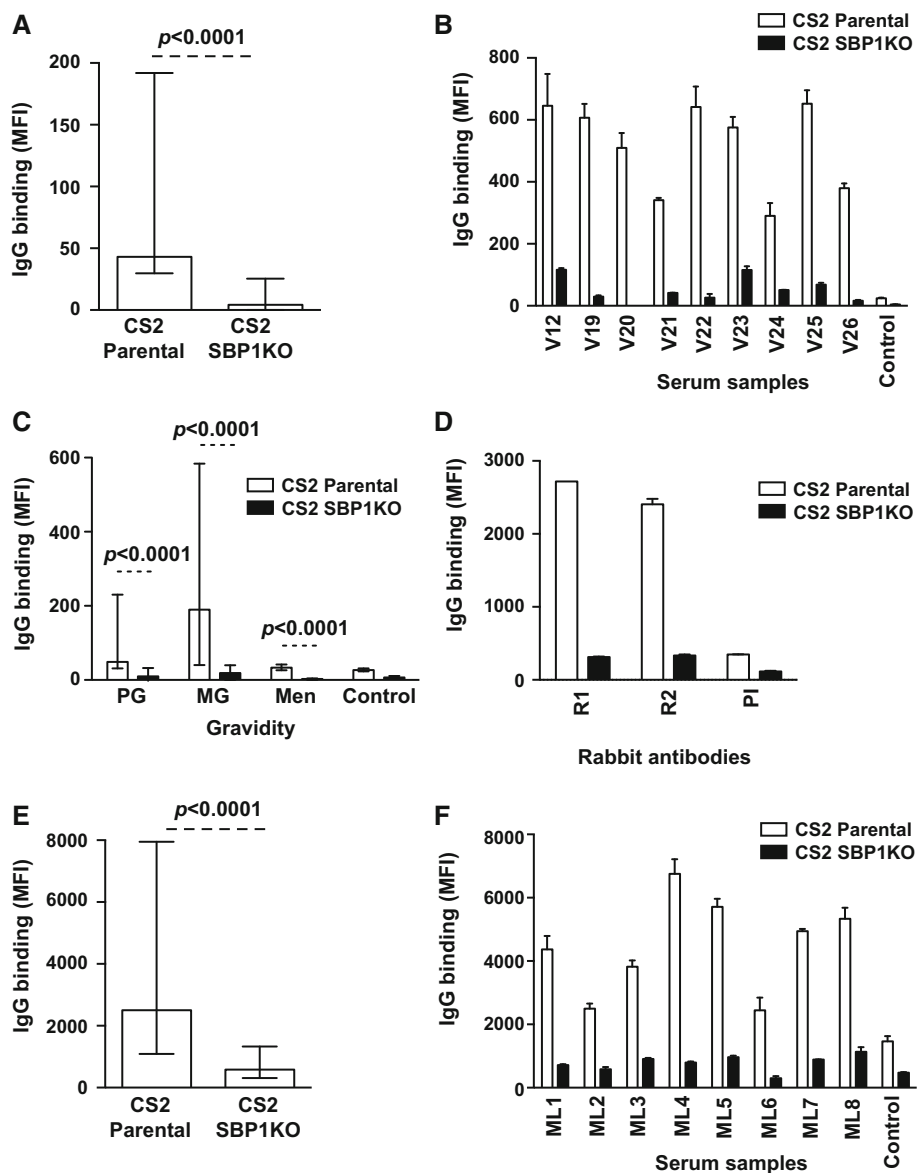 A
p<0.0001
IgG binding (MFI)
200
150
100
50
0
CS2 Parental
CS2 SBP1KO
B
CS2 Parental
CS2 SBP1KO
IgG binding (MFI)
800
600
400
200
0
V12
V19
V20
V21
V22
V23
V24
V25
V26
Control
Serum samples
C
p<0.0001
p<0.0001
p<0.0001
CS2 Parental
CS2 SBP1KO
IgG binding (MFI)
600
400
200
0
PG
MG
Men
Control
Gravidity
D
CS2 Parental
CS2 SBP1KO
IgG binding (MFI)
3000
2000
1000
0
R1
R2
PI
Rabbit antibodies
E
p<0.0001
IgG binding (MFI)
8000
6000
4000
2000
0
CS2 Parental
CS2 SBP1KO
F
CS2 Parental
CS2 SBP1KO
IgG binding (MFI)
8000
6000
4000
2000
0
ML1
ML2
ML3
ML4
ML5
ML6
ML7
ML8
Control
Serum samples